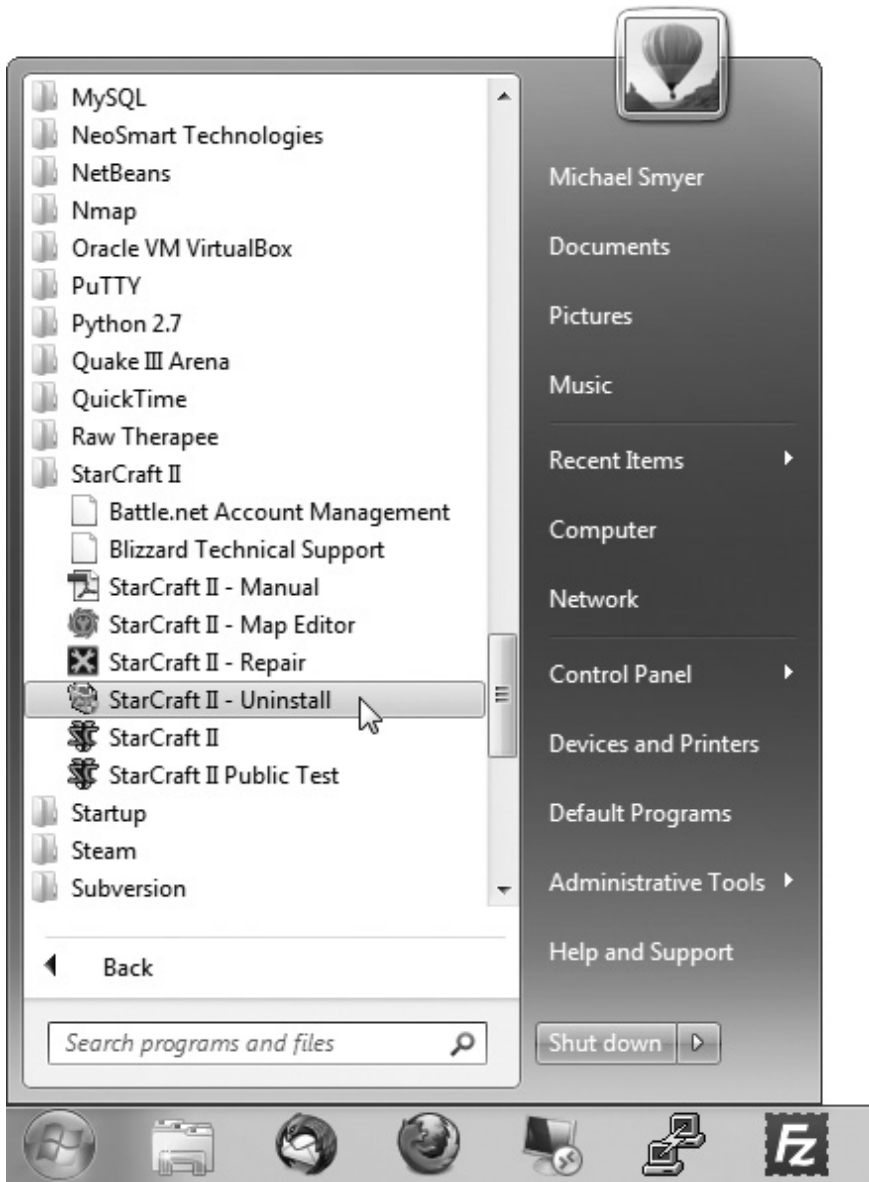 MySQL
NeoSmart Technologies
NetBeans
Nmap
Oracle VM VirtualBox
PuTTY
Python 2.7
Quake III Arena
QuickTime
Raw Therapee
StarCraft II
Battle.net Account Management
Blizzard Technical Support
StarCraft II - Manual
StarCraft II - Map Editor
StarCraft II - Repair
StarCraft II - Uninstall
StarCraft II
StarCraft II Public Test
Startup
Steam
Subversion
Back
Search programs and files
Michael Smyer
Documents
Pictures
Music
Recent Items
Computer
Network
Control Panel
Devices and Printers
Default Programs
Administrative Tools
Help and Support
Shut down
Fz